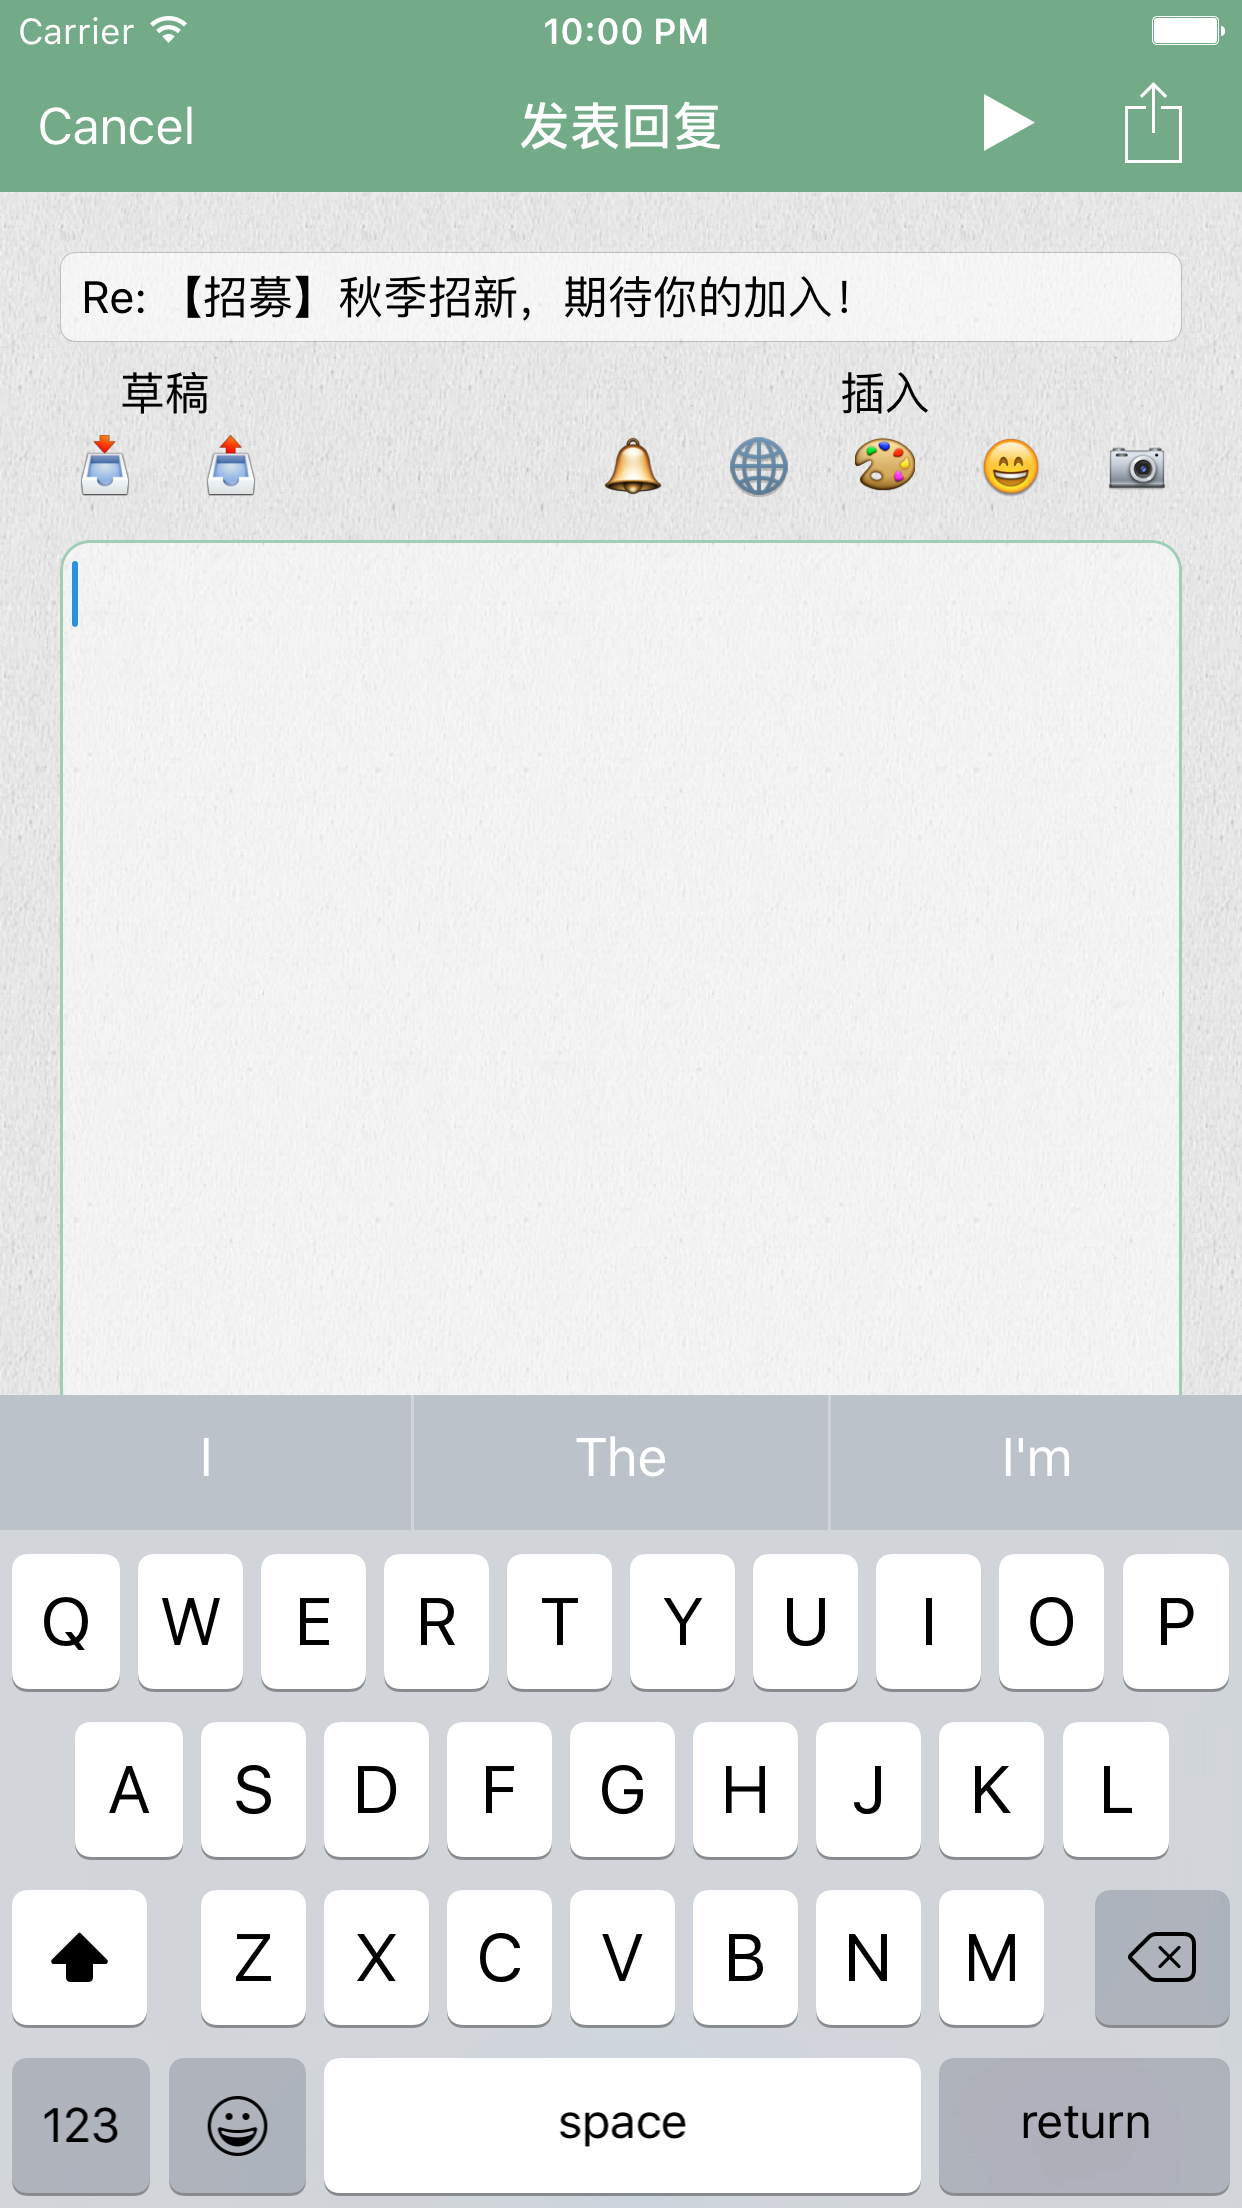 Carrier 10:00 PM
Cancel 发表回复
Re: 【招募】秋季招新，期待你的加入！
草稿 插入
I The I'm
Q W E R T Y U I O P
A S D F G H J K L
Z X C V B N M
123 space return